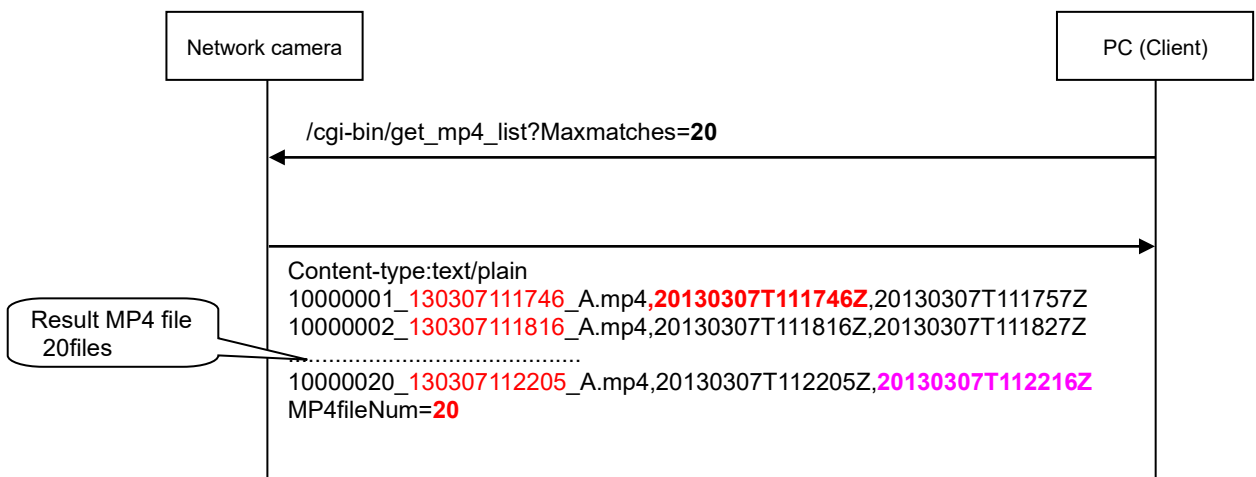 Network camera
PC (Client)
/cgi-bin/get_mp4_list?Maxmatches=20
Content-type:text/plain
10000001_130307111746_A.mp4,20130307T111746Z,20130307T111757Z
10000002_130307111816_A.mp4,20130307T111816Z,20130307T111827Z
...........................................
10000020_130307112205_A.mp4,20130307T112205Z,20130307T112216Z
MP4fileNum=20
Result MP4 file
20files